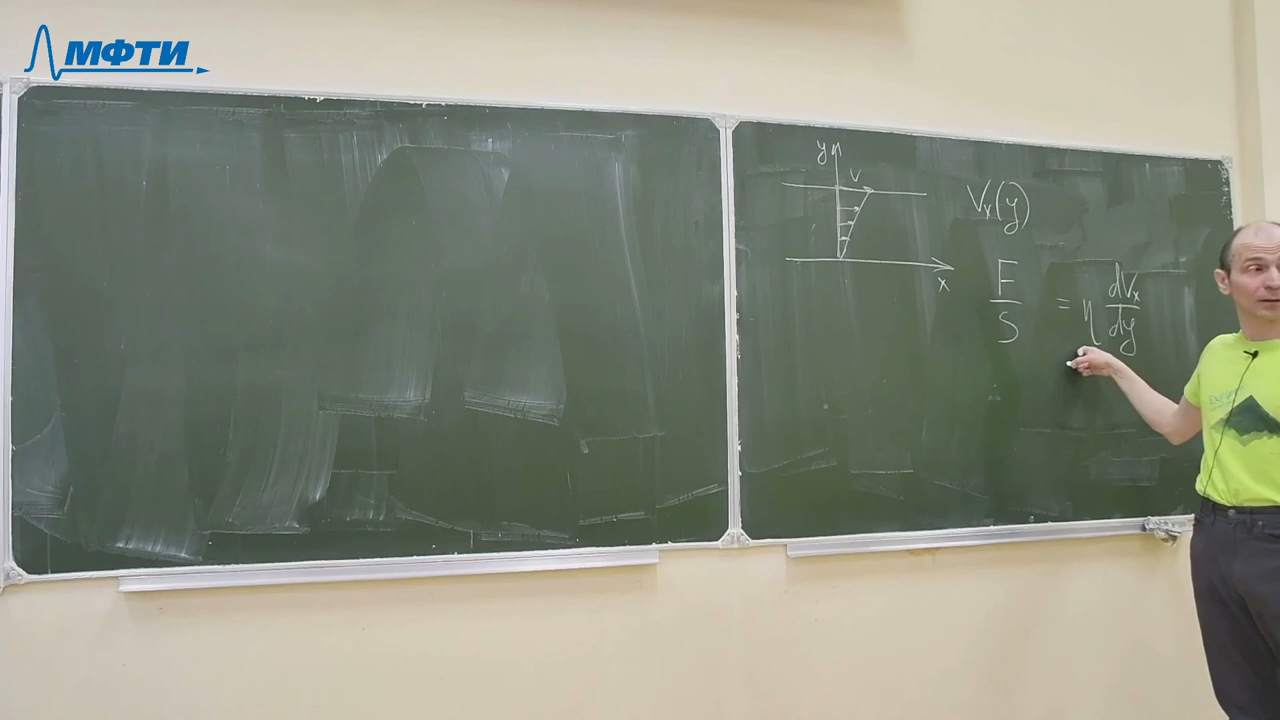 МФТИ
y
v
x
Vx(y)
F/S = η dVx/dy